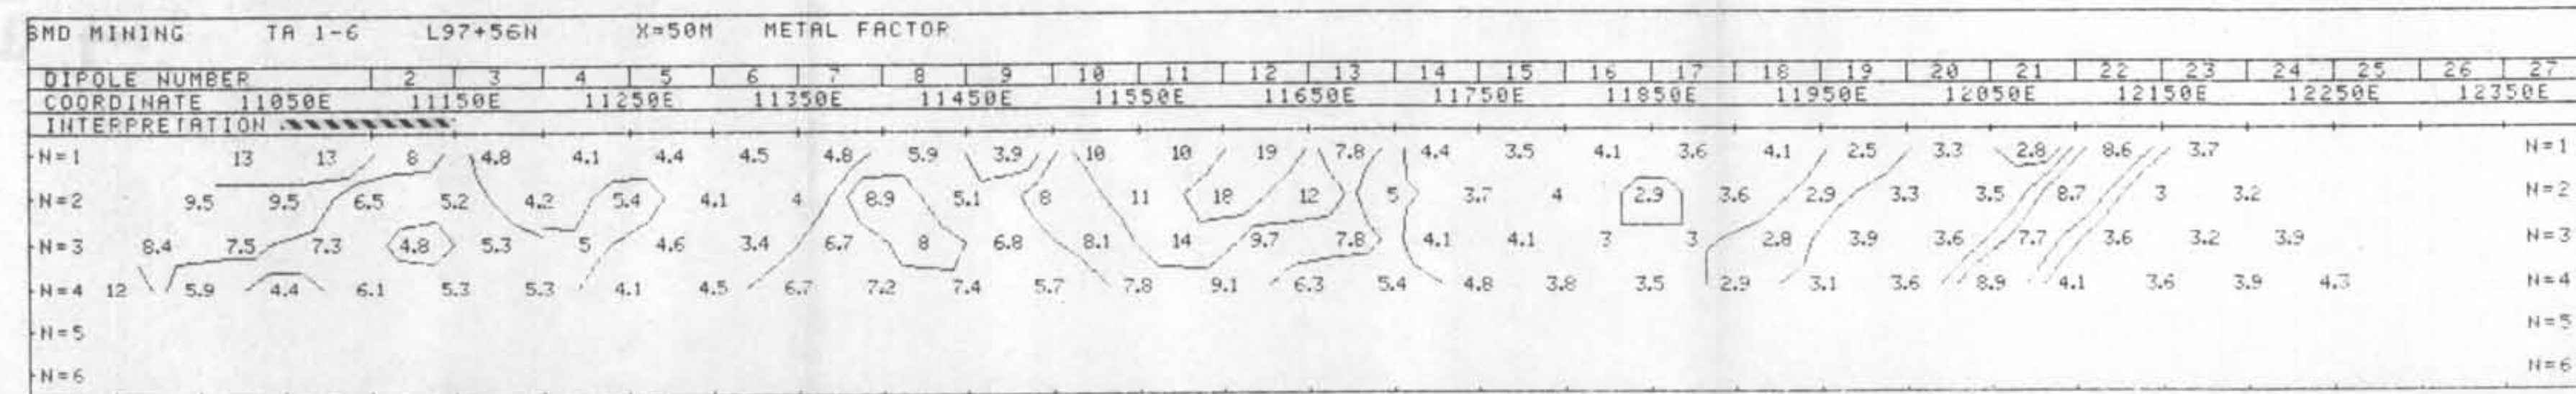 SMD MINING TA 1-6 L97+56N X=50M METAL FACTOR
DIPOLE NUMBER 2 3 4 5 6 7 8 9 10 11 12 13 14 15 16 17 18 19 20 21 22 23 24 25 26 27
COORDINATE 11050E 11150E 11250E 11350E 11450E 11550E 11650E 11750E 11850E 11950E 12050E 12150E 12250E 12350E
INTERPRETATION
N=1 13 13 8 4.8 4.1 4.4 4.5 4.8 5.9 3.9 10 10 19 7.8 4.4 3.5 4.1 3.6 4.1 2.5 3.3 2.8 8.6 3.7 N=1
N=2 9.5 9.5 6.5 5.2 4.2 5.4 4.1 4 8.9 5.1 8 11 18 12 5 3.7 4 2.9 3.6 2.9 3.3 3.5 8.7 3 3.2 N=2
N=3 8.4 7.5 7.3 4.8 5.3 5 4.6 3.4 6.7 8 6.8 8.1 14 9.7 7.8 4.1 4.1 3 3 2.8 3.9 3.6 7.7 3.6 3.2 3.9 N=3
N=4 12 5.9 4.4 6.1 5.3 5.3 4.1 4.5 6.7 7.2 7.4 5.7 7.8 9.1 6.3 5.4 4.8 3.8 3.5 2.9 3.1 3.6 8.9 4.1 3.6 3.9 4.3 N=4
N=5 N=5
N=6 N=6